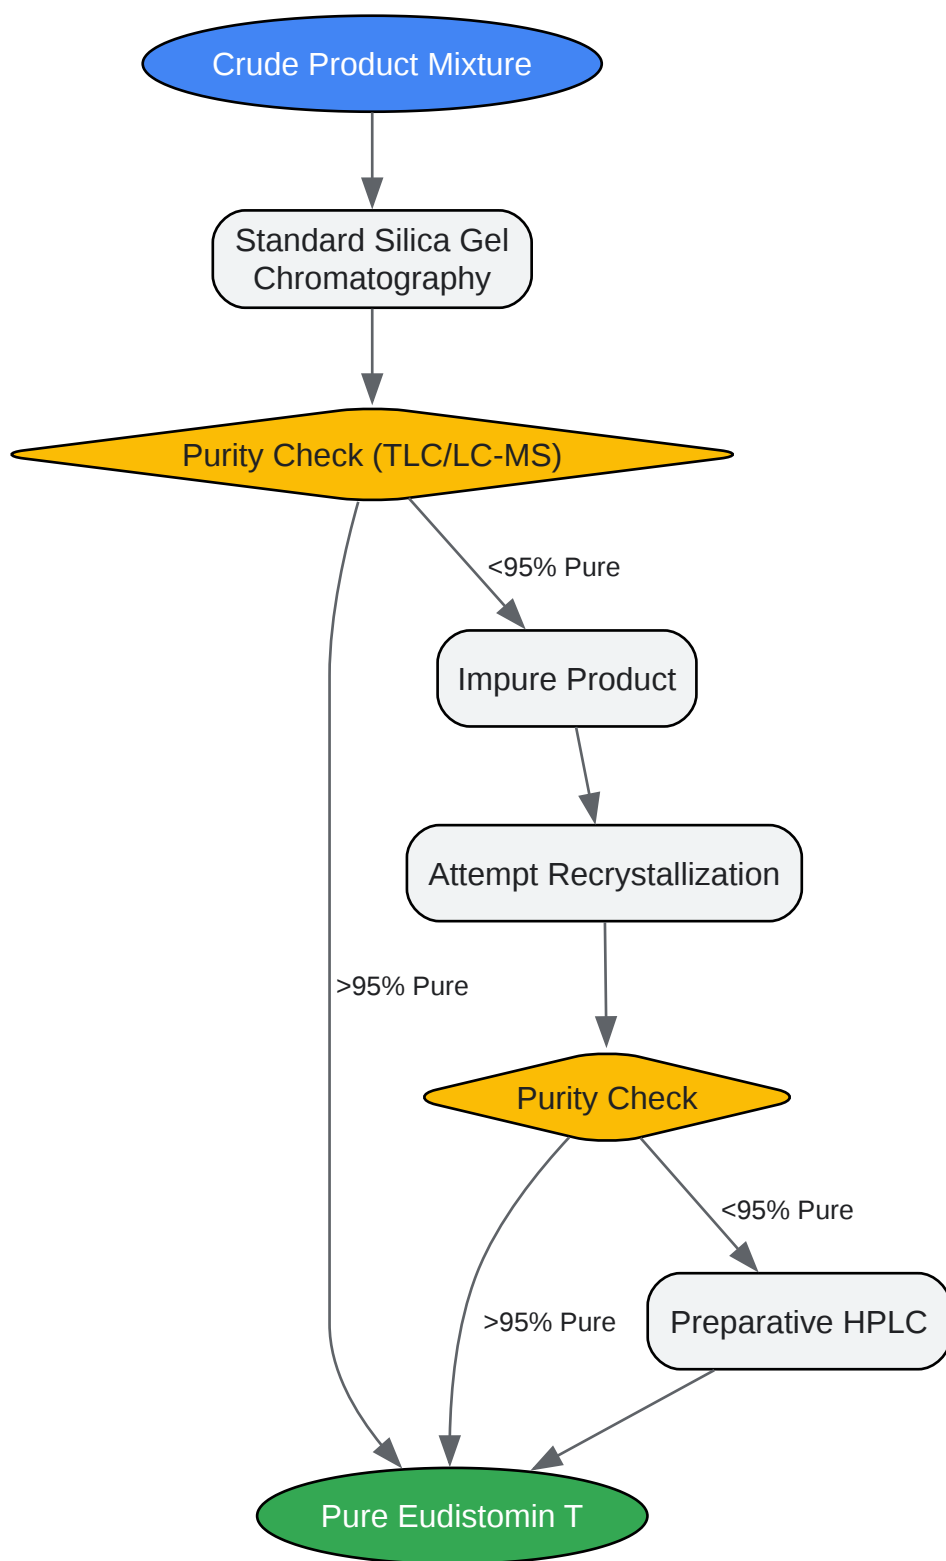 Crude Product Mixture
Standard Silica Gel
Chromatography
Purity Check (TLC/LC-MS)
<95% Pure
Impure Product
Attempt Recrystallization
>95% Pure
Purity Check
<95% Pure
>95% Pure
Preparative HPLC
Pure Eudistomin T